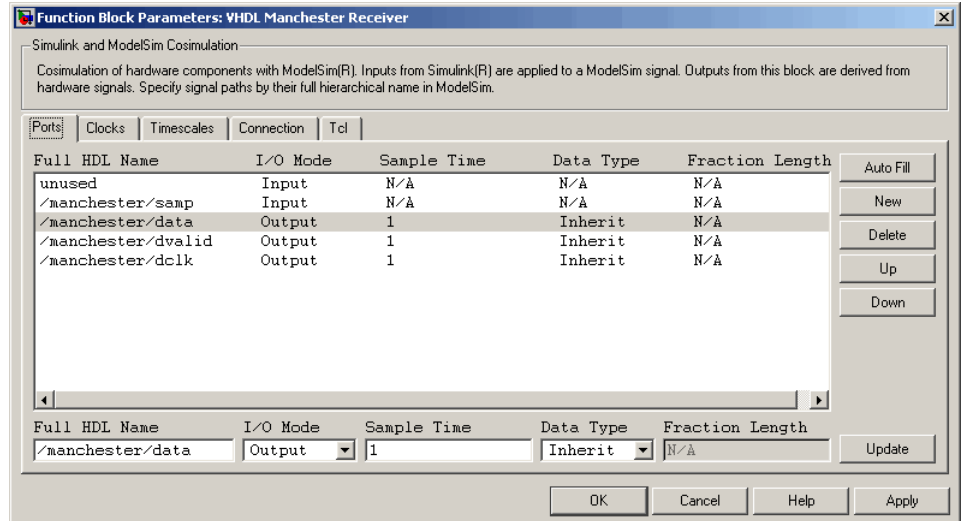 Function Block Parameters: VHDL Manchester Receiver
Simulink and ModelSim Cosimulation
Cosimulation of hardware components with ModelSim(R). Inputs from Simulink(R) are applied to a ModelSim signal. Outputs from this block are derived from
hardware signals. Specify signal paths by their full hierarchical name in ModelSim.
Ports Clocks Timescales Connection Tcl
Full HDL Name I/O Mode Sample Time Data Type Fraction Length Auto Fill
unused Input N/A N/A N/A
/manchester/samp Input N/A N/A N/A New
/manchester/data Output 1 Inherit N/A
/manchester/dvalid Output 1 Inherit N/A Delete
/manchester/dclk Output 1 Inherit N/A Up
Down
Full HDL Name I/O Mode Sample Time Data Type Fraction Length
/manchester/data Output 1 Inherit N/A Update
OK Cancel Help Apply